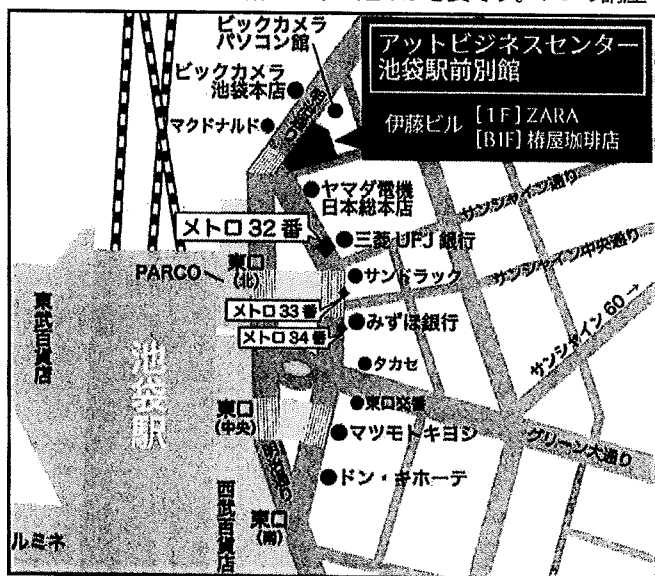 ビックカメラ
パソコン館
ビックカメラ
池袋本店
マクドナルド
アットビジネスセンター
池袋駅前別館
伊藤ビル [1F] ZARA
[B1F] 椿屋珈琲店
明治通り
ヤマダ電機
日本総本店
サンシャイン通り
メトロ32番
三菱UFJ銀行
PARCO
東口
(北)
サンドラック
サンシャイン中央通り
メトロ33番
みずほ銀行
メトロ34番
サンシャイン60→
東武百貨店
池袋駅
タカセ
東口交番
東口
(中央)
マツモトキヨシ
グリーン大通り
明治通り
ドン・キホーテ
西武百貨店
東口
(南)
ルミネ